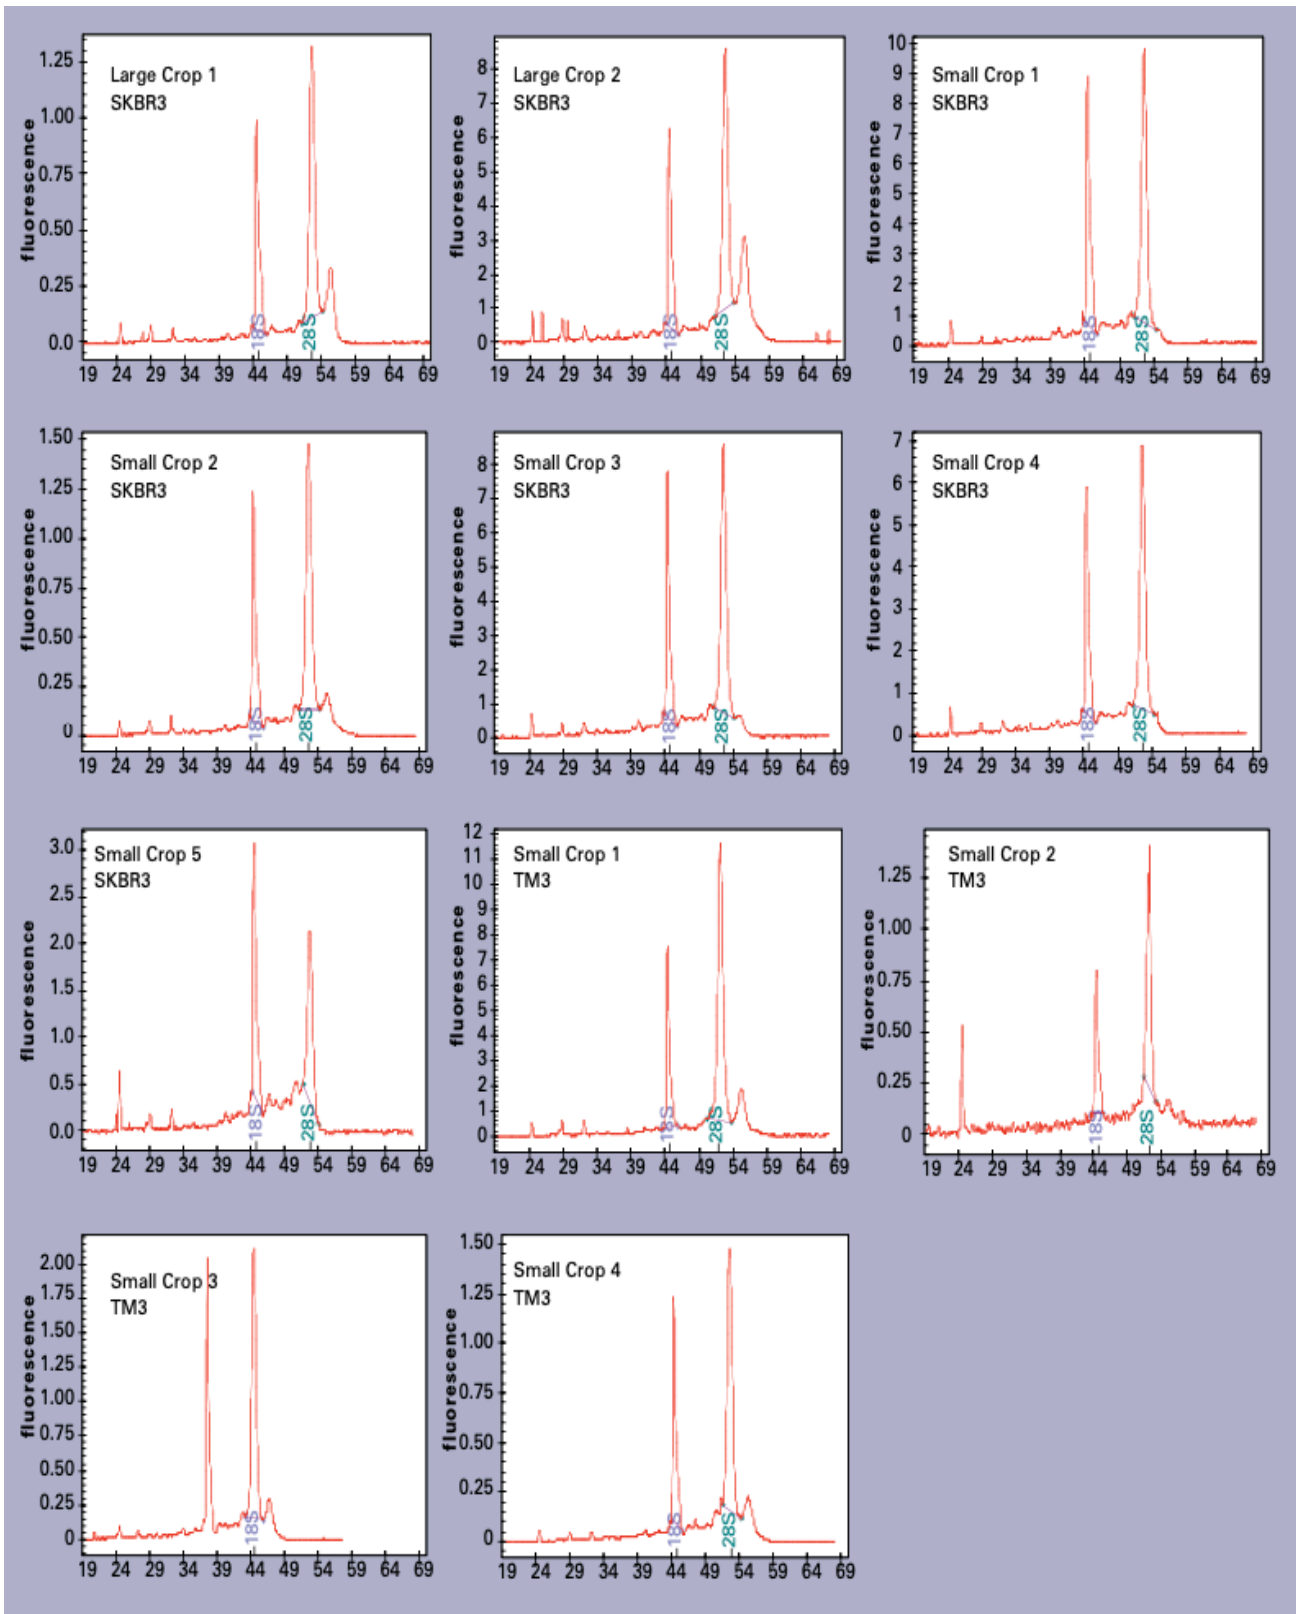 Large Crop 1
SKBR3
fluorescence
1.25
1.00
0.75
0.50
0.25
0.0
18S
28S
19 24 29 34 39 44 49 54 59 64 69
Large Crop 2
SKBR3
fluorescence
8
7
6
5
4
3
2
1
0
18S
28S
19 24 29 34 39 44 49 54 59 64 69
Small Crop 1
SKBR3
fluorescence
10
9
8
7
6
5
4
3
2
1
0
18S
28S
19 24 29 34 39 44 49 54 59 64 69
Small Crop 2
SKBR3
fluorescence
1.50
1.25
1.00
0.75
0.50
0.25
0
18S
28S
19 24 29 34 39 44 49 54 59 64 69
Small Crop 3
SKBR3
fluorescence
8
7
6
5
4
3
2
1
0
18S
28S
19 24 29 34 39 44 49 54 59 64 69
Small Crop 4
SKBR3
fluorescence
7
6
5
4
3
2
1
0
18S
28S
19 24 29 34 39 44 49 54 59 64 69
Small Crop 5
SKBR3
fluorescence
3.0
2.5
2.0
1.5
1.0
0.5
0.0
18S
28S
19 24 29 34 39 44 49 54 59 64 69
Small Crop 1
TM3
fluorescence
12
11
10
9
8
7
6
5
4
3
2
1
0
18S
28S
19 24 29 34 39 44 49 54 59 64 69
Small Crop 2
TM3
fluorescence
1.25
1.00
0.75
0.50
0.25
0
18S
28S
19 24 29 34 39 44 49 54 59 64 69
Small Crop 3
TM3
fluorescence
2.00
1.75
1.50
1.25
1.00
0.75
0.50
0.25
0
18S
19 24 29 34 39 44 49 54 59 64 69
Small Crop 4
TM3
fluorescence
1.50
1.25
1.00
0.75
0.50
0.25
0
18S
28S
19 24 29 34 39 44 49 54 59 64 69